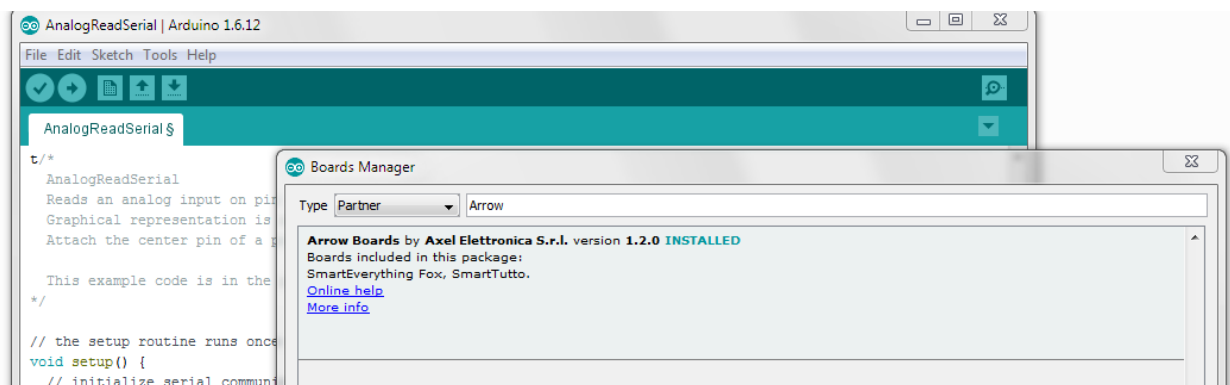 AnalogReadSerial | Arduino 1.6.12
File Edit Sketch Tools Help
AnalogReadSerial §
t/*
AnalogReadSerial
Reads an analog input on pin
Graphical representation is
Attach the center pin of a
This example code is in the
*/
// the setup routine runs once
void setup() {
// initialize serial
Boards Manager
Type Partner Arrow
Arrow Boards by Axel Elettronica S.r.l. version 1.2.0 INSTALLED
Boards included in this package:
SmartEverything Fox, SmartTutto.
Online help
More info